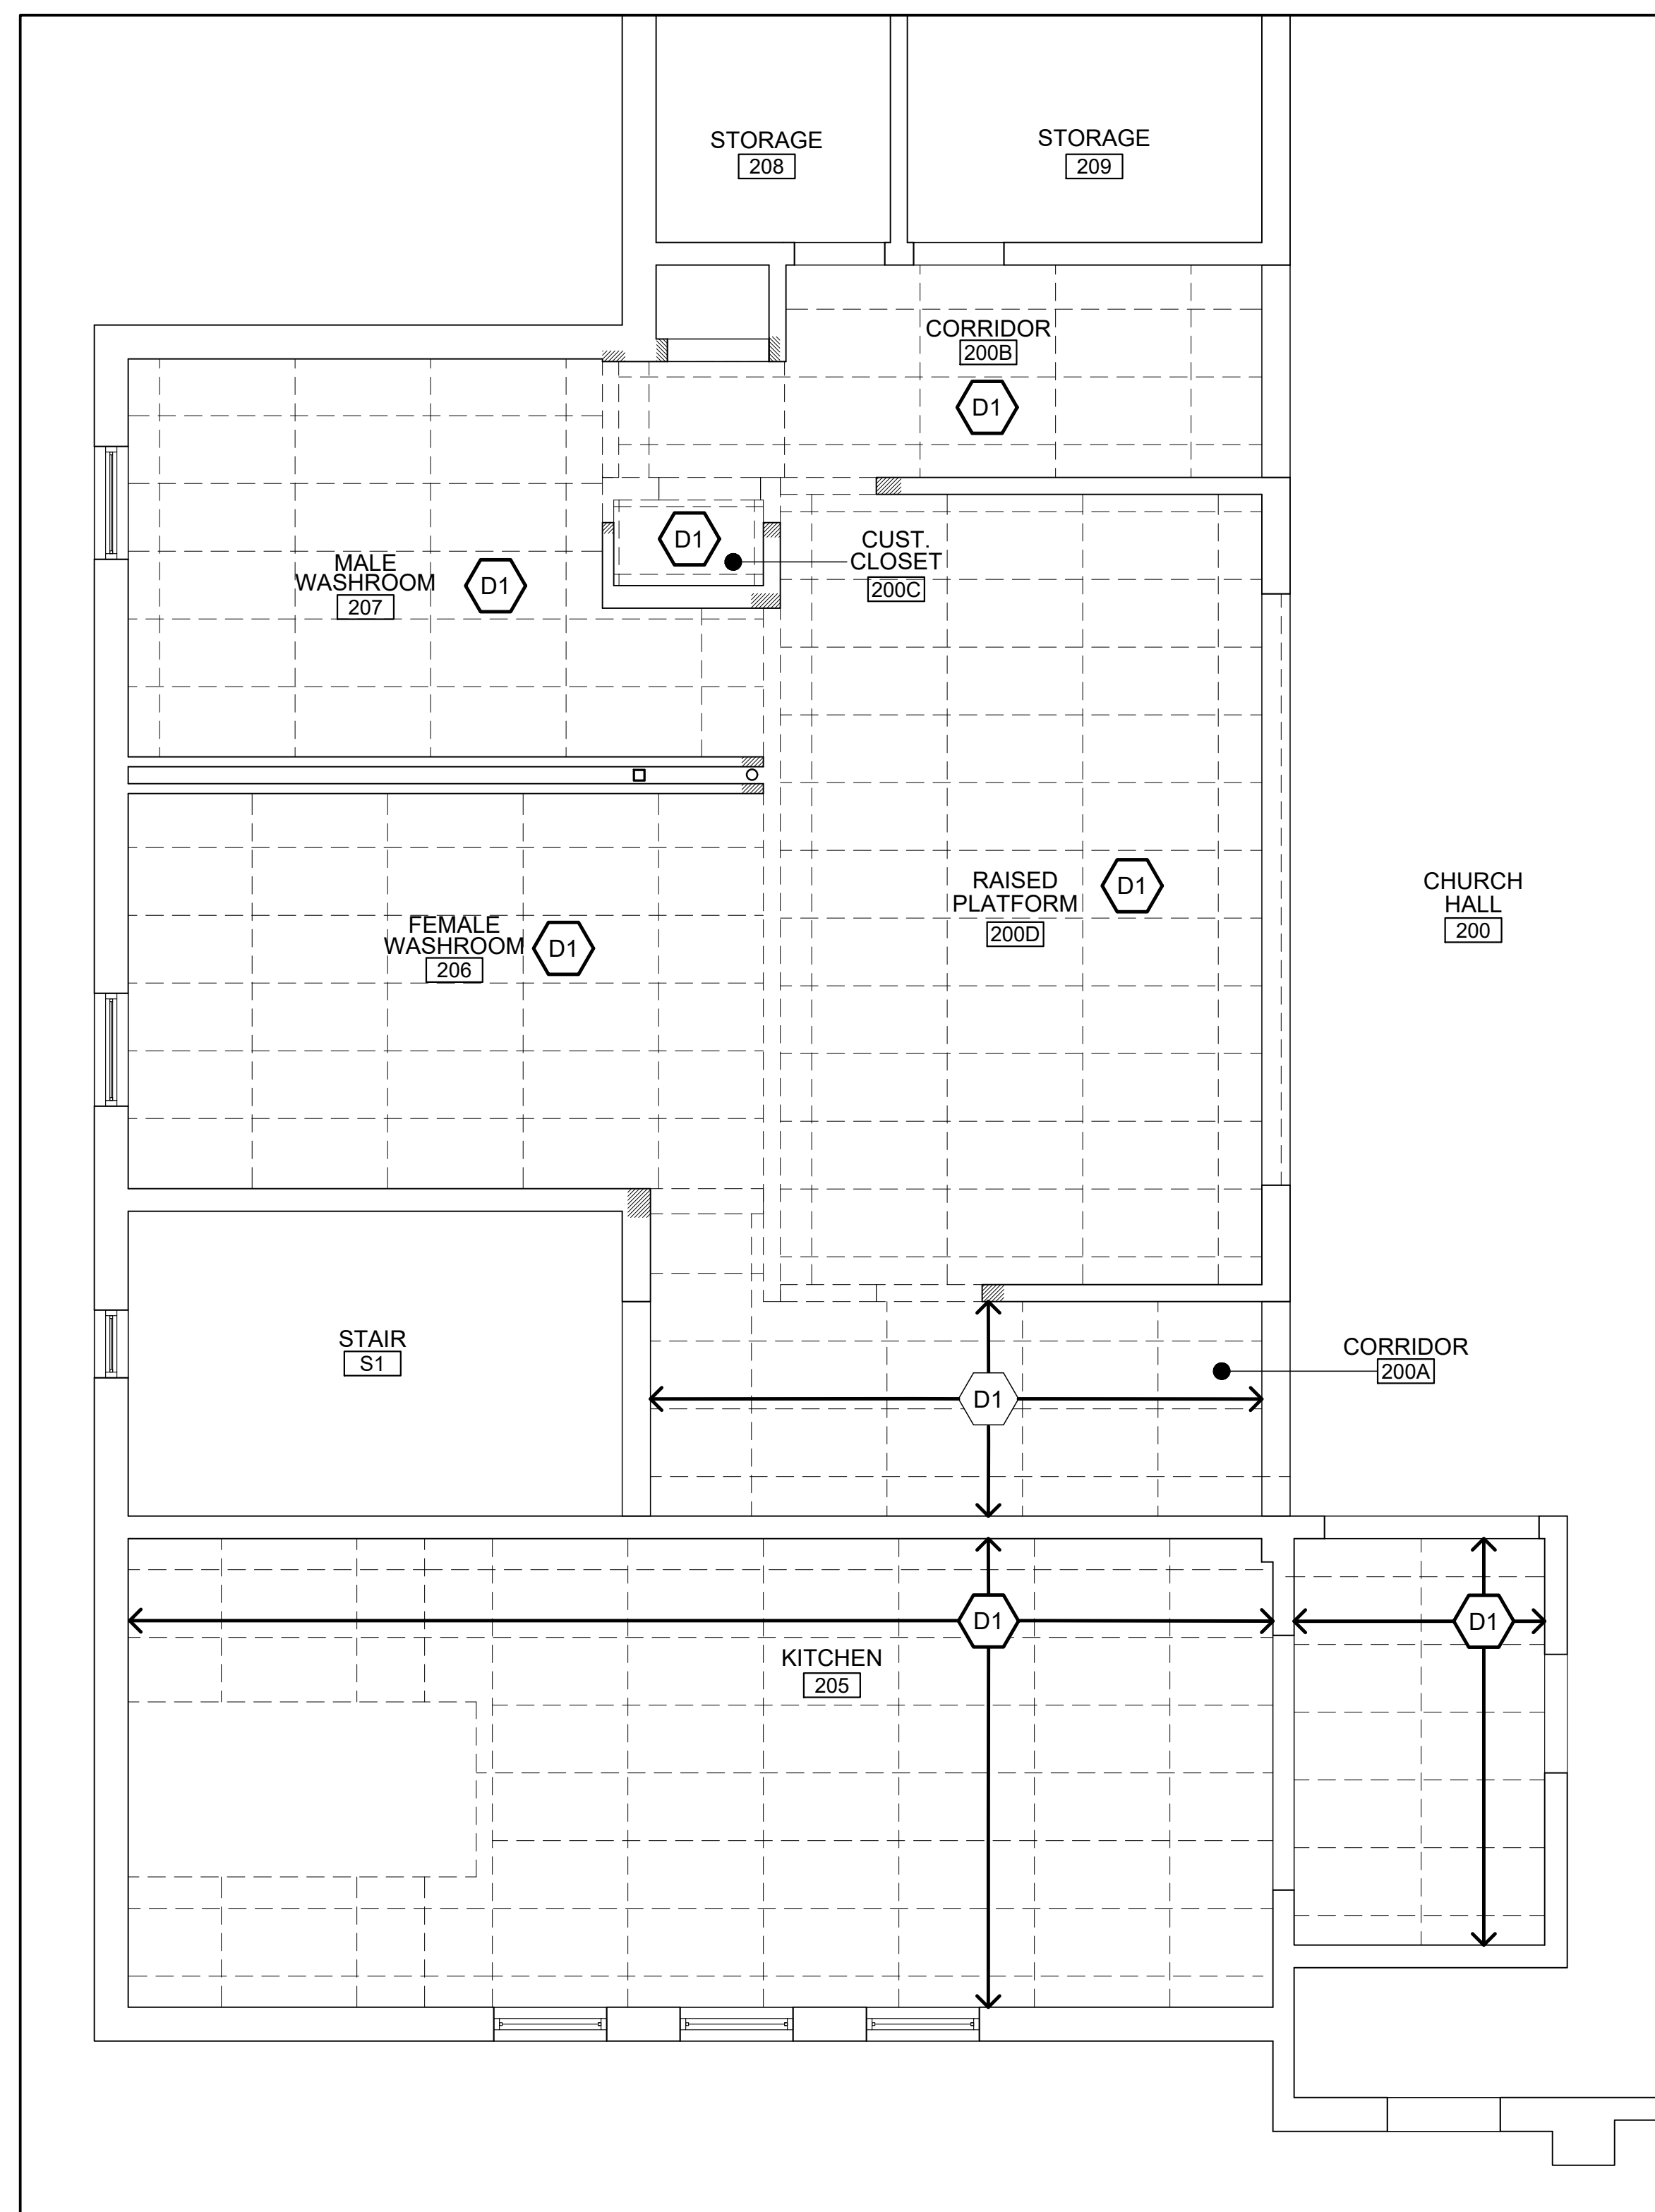 STORAGE
208
STORAGE
209
CORRIDOR
200B
D1
D1
CUST.
CLOSET
200C
MALE
WASHROOM
207
D1
RAISED
PLATFORM
200D
D1
CHURCH
HALL
200
FEMALE
WASHROOM
206
D1
STAIR
S1
CORRIDOR
200A
D1
D1
D1
KITCHEN
205